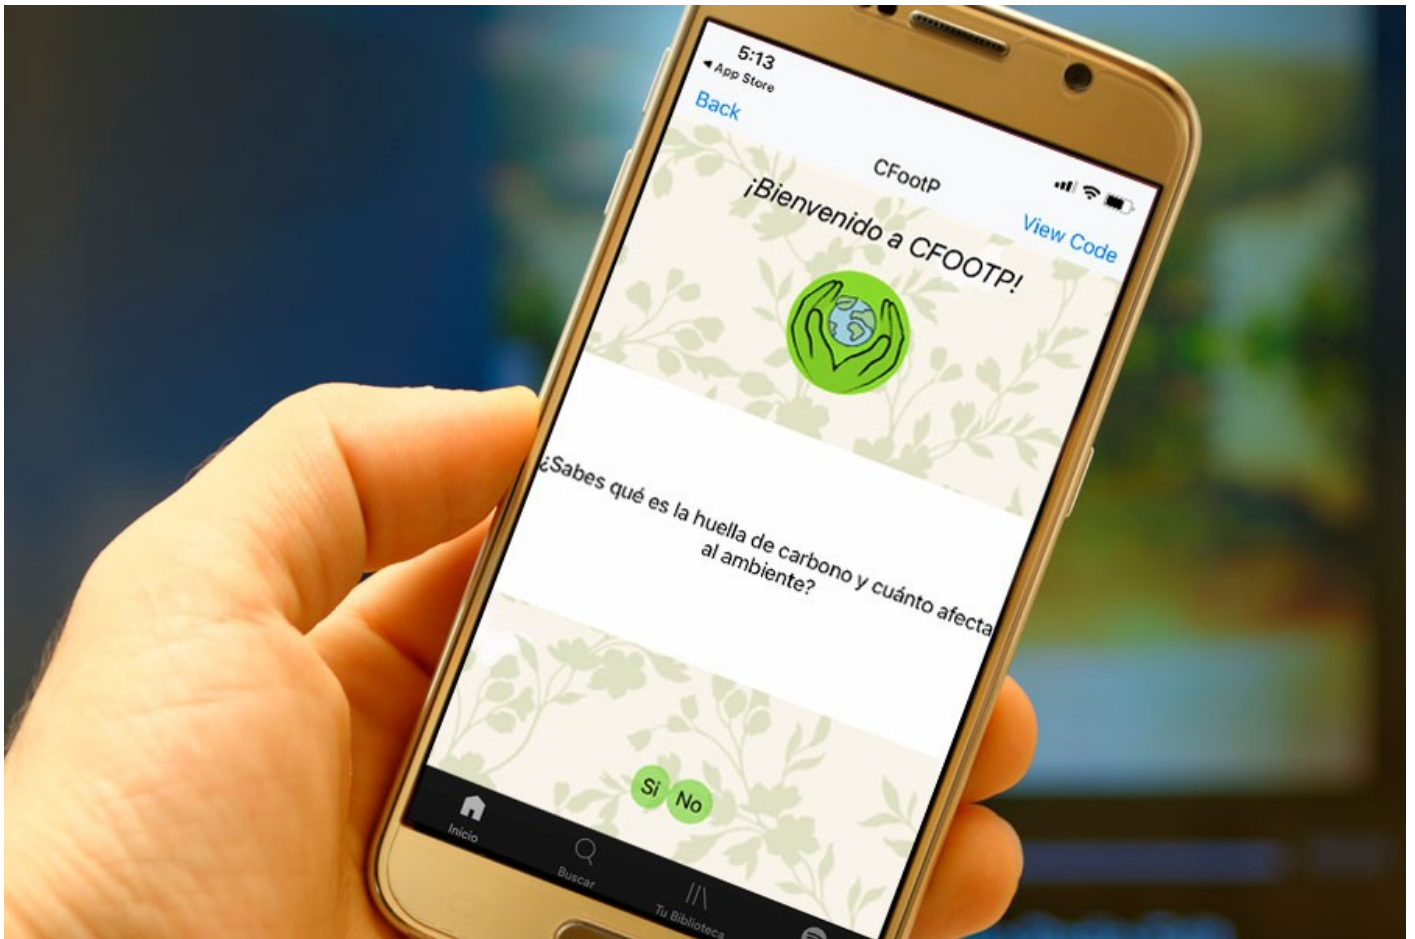 5:13
◀ App Store
Back
CFootP
View Code
¡Bienvenido a CFOOTP!
¿Sabes qué es la huella de carbono y cuánto afecta
al ambiente?
Si No
Inicio
Buscar
Tu Biblioteca